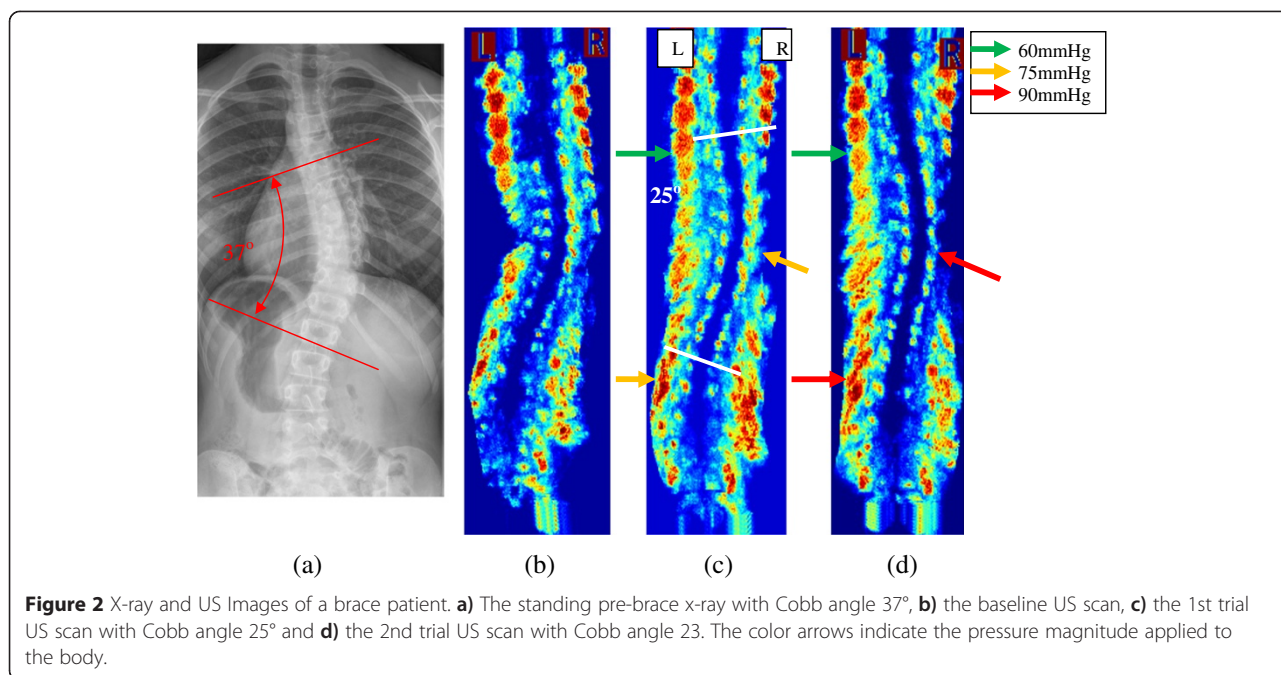 L R
L R
L R
60mmHg
75mmHg
90mmHg
37°
25°
(a) (b) (c) (d)
Figure 2 X-ray and US Images of a brace patient. a) The standing pre-brace x-ray with Cobb angle 37°, b) the baseline US scan, c) the 1st trial
US scan with Cobb angle 25° and d) the 2nd trial US scan with Cobb angle 23. The color arrows indicate the pressure magnitude applied to
the body.